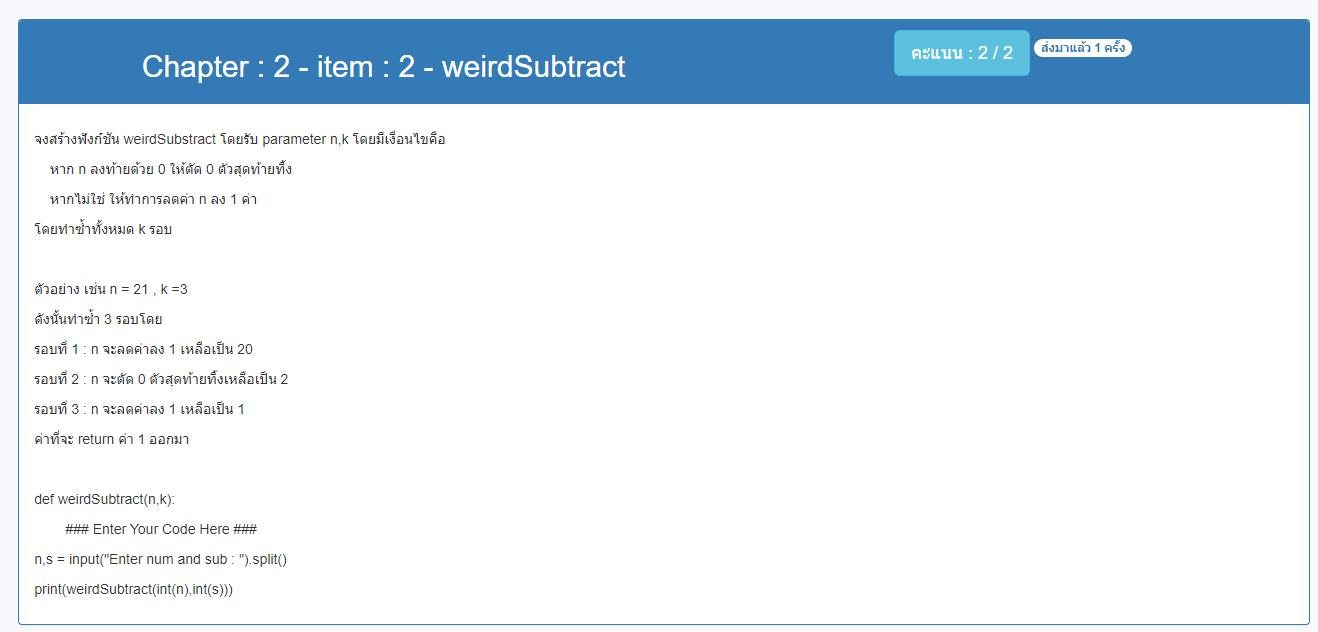 Chapter : 2 - item : 2 - weirdSubtract
คะแนน : 2 / 2
ส่งมาแล้ว 1 ครั้ง
จงสร้างฟังก์ชัน weirdSubstract โดยรับ parameter n,k โดยมีเงื่อนไขคือ
หาก n ลงท้ายด้วย 0 ให้ตัด 0 ตัวสุดท้ายทิ้ง
หากไม่ใช่ ให้ทำการลดค่า n ลง 1 ค่า
โดยทำซ้ำทั้งหมด k รอบ
ตัวอย่าง เช่น n = 21 , k =3
ดังนั้นทำซ้ำ 3 รอบโดย
รอบที่ 1 : n จะลดค่าลง 1 เหลือเป็น 20
รอบที่ 2 : n จะตัด 0 ตัวสุดท้ายทิ้งเหลือเป็น 2
รอบที่ 3 : n จะลดค่าลง 1 เหลือเป็น 1
ค่าที่จะ return ค่า 1 ออกมา
def weirdSubtract(n,k):
### Enter Your Code Here ###
n,s = input("Enter num and sub : ").split()
print(weirdSubtract(int(n),int(s)))